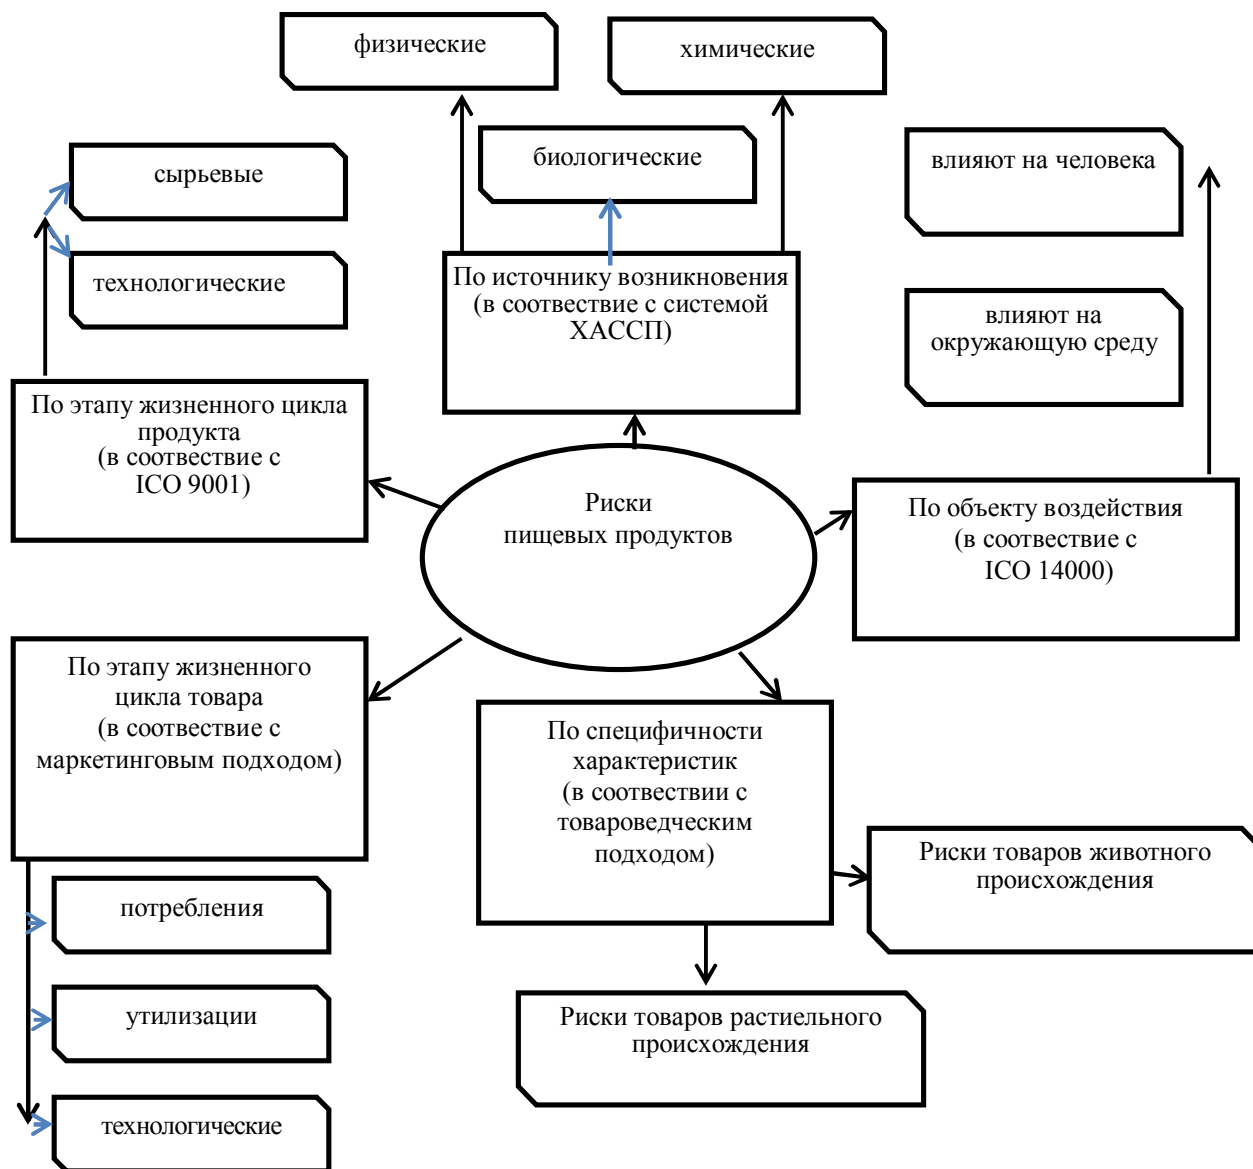 физические
химические
биологические
влияют на человека
сырьевые
технологические
По источнику возникновения
(в соотвествие с системой
ХАССП)
влияют на
окружающую среду
По этапу жизненного цикла
продукта
(в соотвествие с
ICO 9001)
Риски
пищевых продуктов
По объекту воздействия
(в соотвествие с
ICO 14000)
По этапу жизненного
цикла товара
(в соотвествие с
маркетинговым подходом)
По специфичности
характеристик
(в соотвествии с
товароведческим
подходом)
Риски товаров животного
происхождения
потребления
утилизации
технологические
Риски товаров растиельного
происхождения